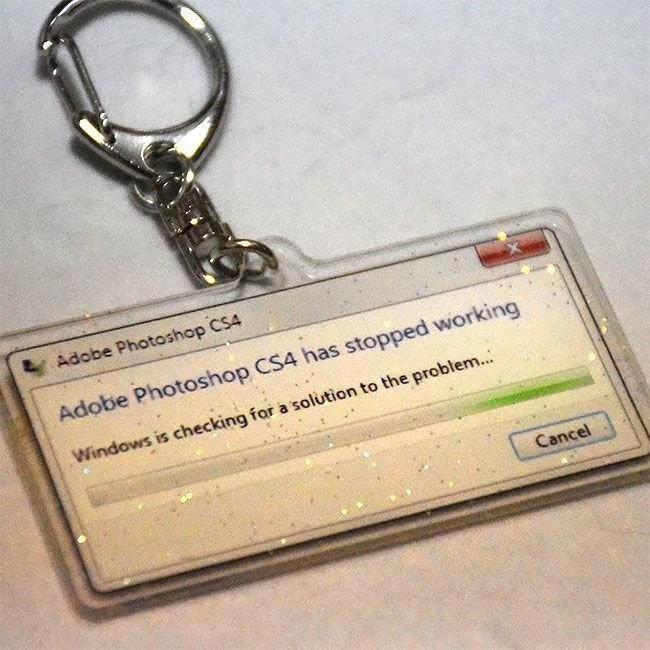 Adobe Photoshop CS4
Adobe Photoshop CS4 has stopped working
Windows is checking for a solution to the problem...
Cancel